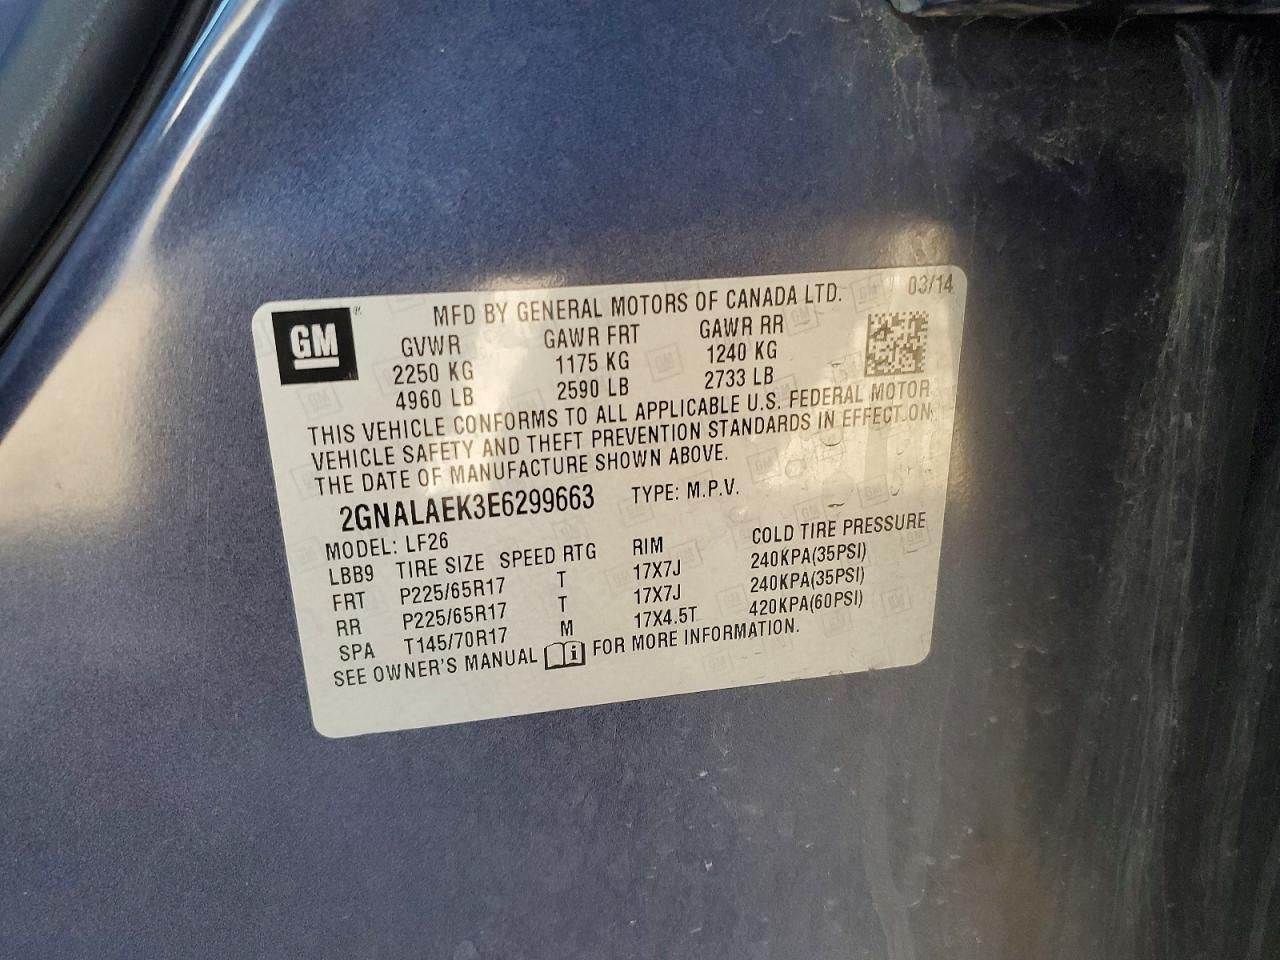 GM ®
MFD BY GENERAL MOTORS OF CANADA LTD. 03/14
GVWR GAWR FRT GAWR RR
2250 KG 1175 KG 1240 KG
4960 LB 2590 LB 2733 LB
THIS VEHICLE CONFORMS TO ALL APPLICABLE U.S. FEDERAL MOTOR
VEHICLE SAFETY AND THEFT PREVENTION STANDARDS IN EFFECT ON
THE DATE OF MANUFACTURE SHOWN ABOVE.
2GNALAEK3E6299663 TYPE: M.P.V.
MODEL: LF26
LBB9 TIRE SIZE SPEED RTG RIM COLD TIRE PRESSURE
FRT P225/65R17 T 17X7J 240KPA(35PSI)
RR P225/65R17 T 17X7J 240KPA(35PSI)
SPA T145/70R17 M 17X4.5T 420KPA(60PSI)
SEE OWNER'S MANUAL FOR MORE INFORMATION.